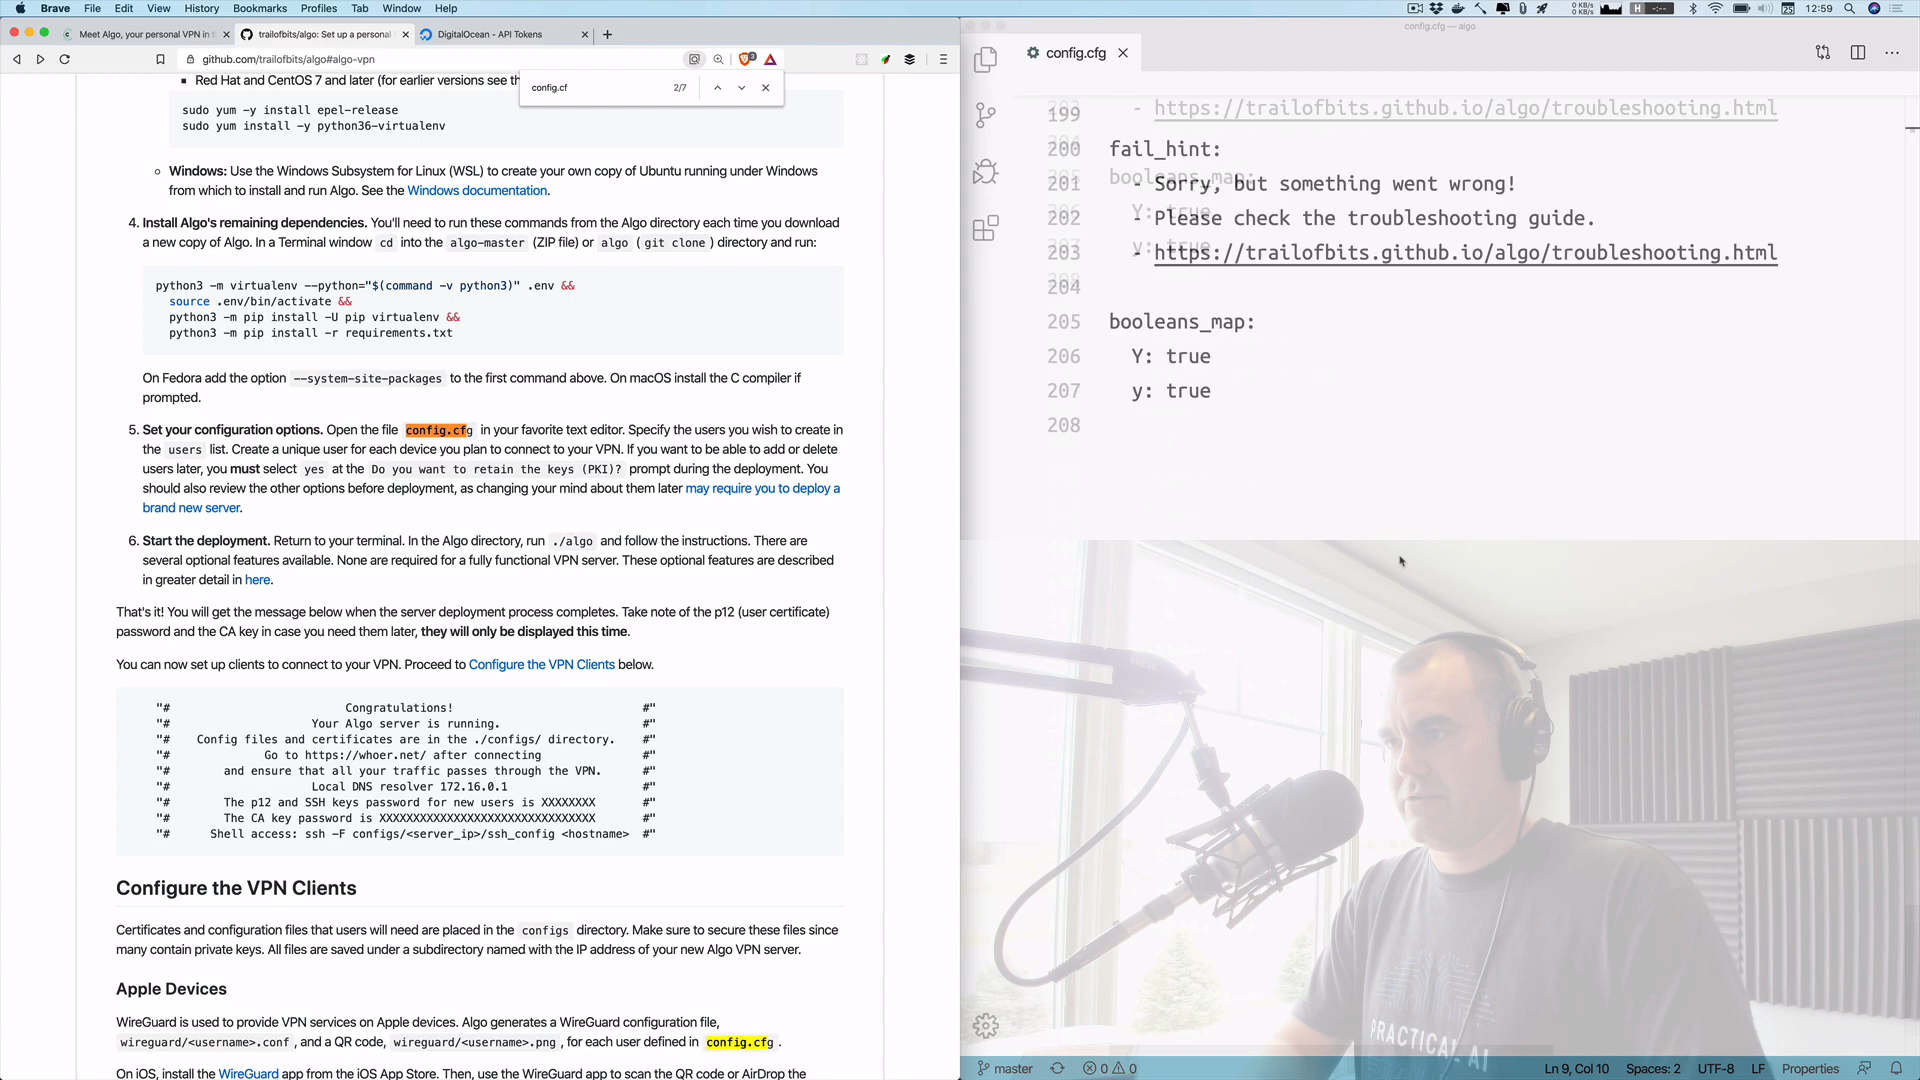 Brave File Edit View History Bookmarks Profiles Tab Window Help
0 KB/s
0 KB/s
12:59
Meet Algo, your personal VPN in t
trailofbits/algo: Set up a personal
DigitalOcean - API Tokens
github.com/trailofbits/algo#algo-vpn
config.cf 2/7
Red Hat and CentOS 7 and later (for earlier versions see th
sudo yum -y install epel-release
sudo yum install -y python36-virtualenv
Windows: Use the Windows Subsystem for Linux (WSL) to create your own copy of Ubuntu running under Windows
from which to install and run Algo. See the Windows documentation.
4. Install Algo's remaining dependencies. You'll need to run these commands from the Algo directory each time you download
a new copy of Algo. In a Terminal window cd into the algo-master (ZIP file) or algo ( git clone ) directory and run:
python3 -m virtualenv --python="$(command -v python3)" .env &&
source .env/bin/activate &&
python3 -m pip install -U pip virtualenv &&
python3 -m pip install -r requirements.txt
On Fedora add the option --system-site-packages to the first command above. On macOS install the C compiler if
prompted.
5. Set your configuration options. Open the file config.cfg in your favorite text editor. Specify the users you wish to create in
the users list. Create a unique user for each device you plan to connect to your VPN. If you want to be able to add or delete
users later, you must select yes at the Do you want to retain the keys (PKI)? prompt during the deployment. You
should also review the other options before deployment, as changing your mind about them later may require you to deploy a
brand new server.
6. Start the deployment. Return to your terminal. In the Algo directory, run ./algo and follow the instructions. There are
several optional features available. None are required for a fully functional VPN server. These optional features are described
in greater detail in here.
That's it! You will get the message below when the server deployment process completes. Take note of the p12 (user certificate)
password and the CA key in case you need them later, they will only be displayed this time.
You can now set up clients to connect to your VPN. Proceed to Configure the VPN Clients below.
"# Congratulations! #"
"# Your Algo server is running. #"
"# Config files and certificates are in the ./configs/ directory. #"
"# Go to https://whoer.net/ after connecting #"
"# and ensure that all your traffic passes through the VPN. #"
"# Local DNS resolver 172.16.0.1 #"
"# The p12 and SSH keys password for new users is XXXXXXXX #"
"# The CA key password is XXXXXXXXXXXXXXXXXXXXXXXXXXXXXXXX #"
"# Shell access: ssh -F configs/<server_ip>/ssh_config <hostname> #"
Configure the VPN Clients
Certificates and configuration files that users will need are placed in the configs directory. Make sure to secure these files since
many contain private keys. All files are saved under a subdirectory named with the IP address of your new Algo VPN server.
Apple Devices
WireGuard is used to provide VPN services on Apple devices. Algo generates a WireGuard configuration file,
wireguard/<username>.conf , and a QR code, wireguard/<username>.png , for each user defined in config.cfg .
On iOS, install the WireGuard app from the iOS App Store. Then, use the WireGuard app to scan the QR code or AirDrop the
config.cfg — algo
config.cfg
- https://trailofbits.github.io/algo/troubleshooting.html
199
200 fail_hint:
booleans_map:
201 - Sorry, but something went wrong!
Y: true
202 - Please check the troubleshooting guide.
y: true
203 - https://trailofbits.github.io/algo/troubleshooting.html
204
205 booleans_map:
206 Y: true
207 y: true
208
PRACTICAL AI
master 0 0 Ln 9, Col 10 Spaces: 2 UTF-8 LF Properties